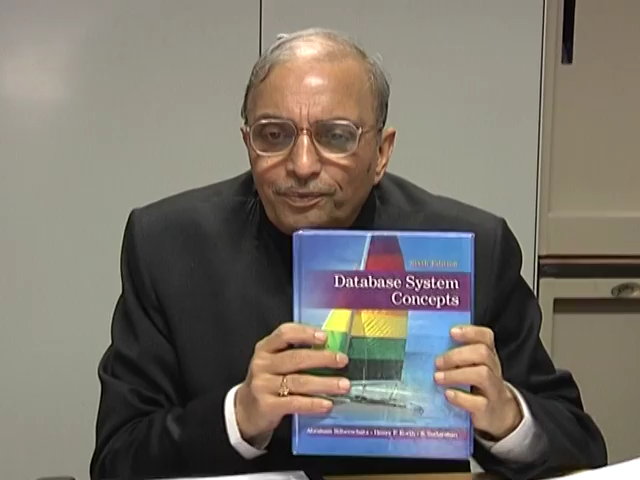 Sixth Edition
Database System
Concepts
Abraham Silberschatz • Henry F. Korth • S. Sudarshan